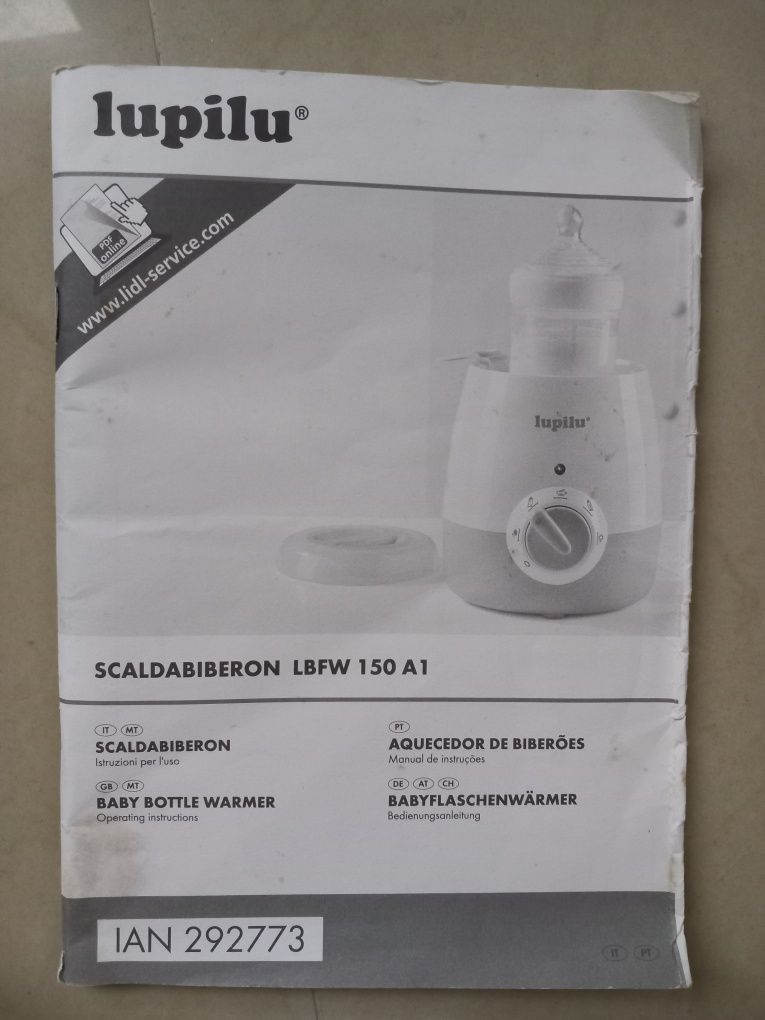 lupilu®
PDF
online
www.lidl-service.com
lupilu®
SCALDABIBERON LBFW 150 A1
IT MT
SCALDABIBERON
Istruzioni per l'uso
GB MT
BABY BOTTLE WARMER
Operating instructions
PT
AQUECEDOR DE BIBERÕES
Manual de instruções
DE AT CH
BABYFLASCHENWÄRMER
Bedienungsanleitung
IAN 292773
IT PT